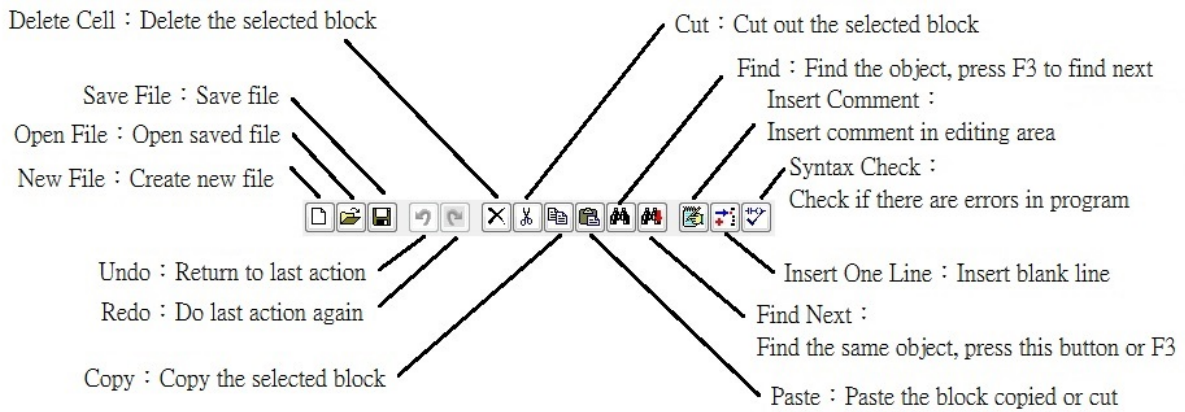 Delete Cell：Delete the selected block
Cut：Cut out the selected block
Find：Find the object, press F3 to find next
Save File：Save file
Insert Comment：
Insert comment in editing area
Open File：Open saved file
Syntax Check：
Check if there are errors in program
New File：Create new file
Undo：Return to last action
Insert One Line：Insert blank line
Redo：Do last action again
Find Next：
Find the same object, press this button or F3
Copy：Copy the selected block
Paste：Paste the block copied or cut